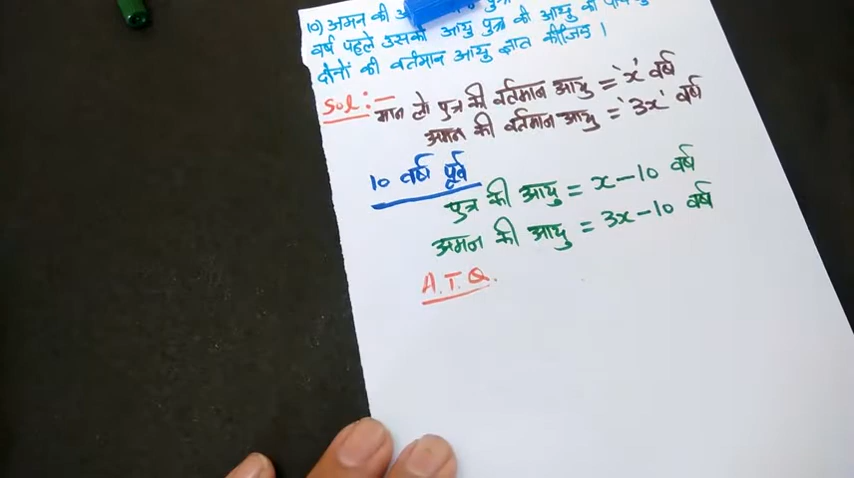 10) अमन की पुत्र
वर्ष पहले उसकी आयु पुत्र की आयु की
दोनों की वर्तमान आयु ज्ञात कीजिए।
Sol:- मान लो पुत्र की वर्तमान आयु = 'x' वर्ष
अमन की वर्तमान आयु = '3x' वर्ष
10 वर्ष पूर्व
पुत्र की आयु = x-10 वर्ष
अमन की आयु = 3x-10 वर्ष
A.T.Q.